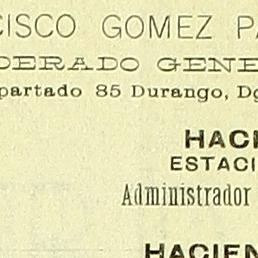 CISCO GOMEZ PA
DERADO GENE
partado 85 Durango, Dg
HACI
ESTACI
Administrador
HACIEN